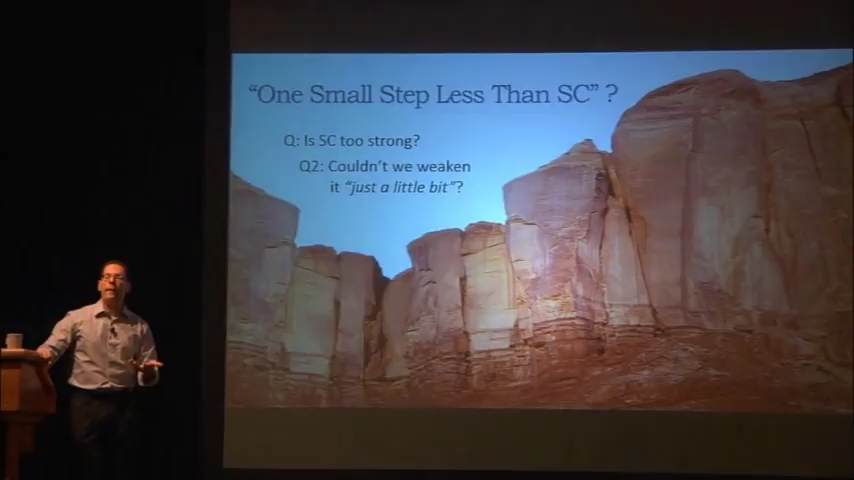 “One Small Step Less Than SC” ?
Q: Is SC too strong?
Q2: Couldn’t we weaken
it “just a little bit”?